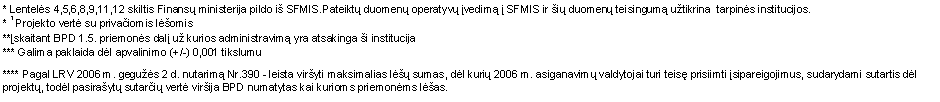 * Lentelės 4,5,6,8,9,11,12 skiltis Finansų ministerija pildo iš SFMIS.Pateiktų duomenų operatyvų įvedimą į SFMIS ir šių duomenų teisingumą užtikrina tarpinės institucijos.
* ¹Projekto vertė su privačiomis lėšomis
**Įskaitant BPD 1.5. priemonės dalį už kurios administravimą yra atsakinga ši institucija
*** Galima paklaida dėl apvalinimo (+/-) 0,001 tikslumu
**** Pagal LRV 2006 m. gegužės 2 d. nutarimą Nr.390 - leista viršyti maksimalias lėšų sumas, dėl kurių 2006 m. asignavimų valdytojai turi teisę prisiimti įsipareigojimus, sudarydami sutartis dėl
projektų, todėl pasirašytų sutarčių vertė viršija BPD numatytas kai kurioms priemonėms lėšas.